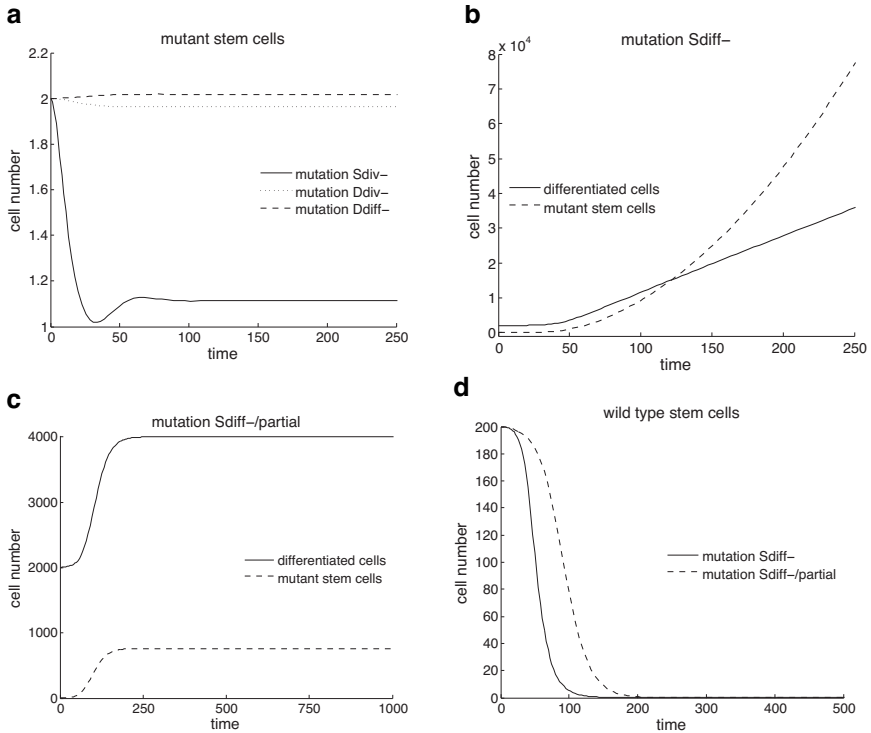 a
mutant stem cells
2.2
2
1.8
1.6
1.4
1.2
1
cell number
mutation Sdiv−
mutation Ddiv−
mutation Ddiff−
0 50 100 150 200 250
time
b
mutation Sdiff−
8 x 10^4
7
6
5
4
3
2
1
0
cell number
differentiated cells
mutant stem cells
0 50 100 150 200 250
time
c
mutation Sdiff−/partial
4000
3000
2000
1000
0
cell number
differentiated cells
mutant stem cells
0 250 500 750 1000
time
d
wild type stem cells
200
180
160
140
120
100
80
60
40
20
0
cell number
mutation Sdiff−
mutation Sdiff−/partial
0 100 200 300 400 500
time